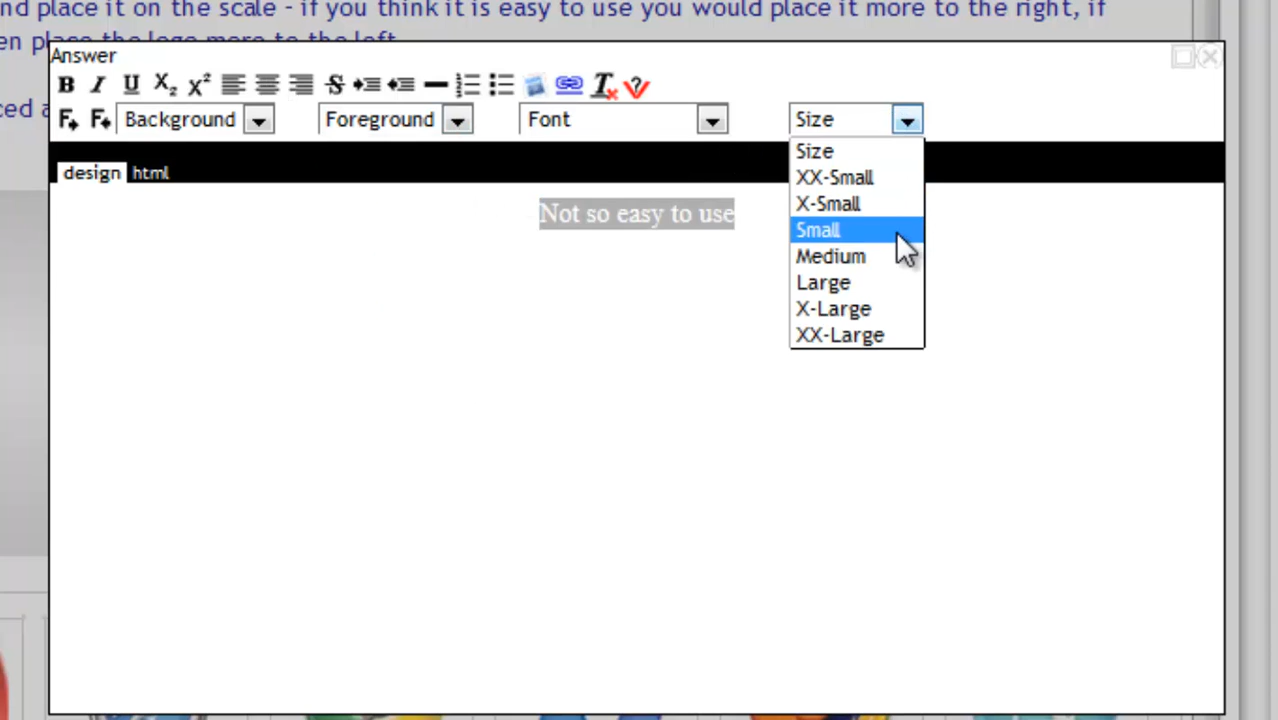 nd place it on the scale - if you think it is easy to use you would place it more to the right, if
Answer
B I U X₂ X²
Background Foreground Font Size
Size
design html
XX-Small
X-Small
Not so easy to use
Small
Medium
Large
X-Large
XX-Large